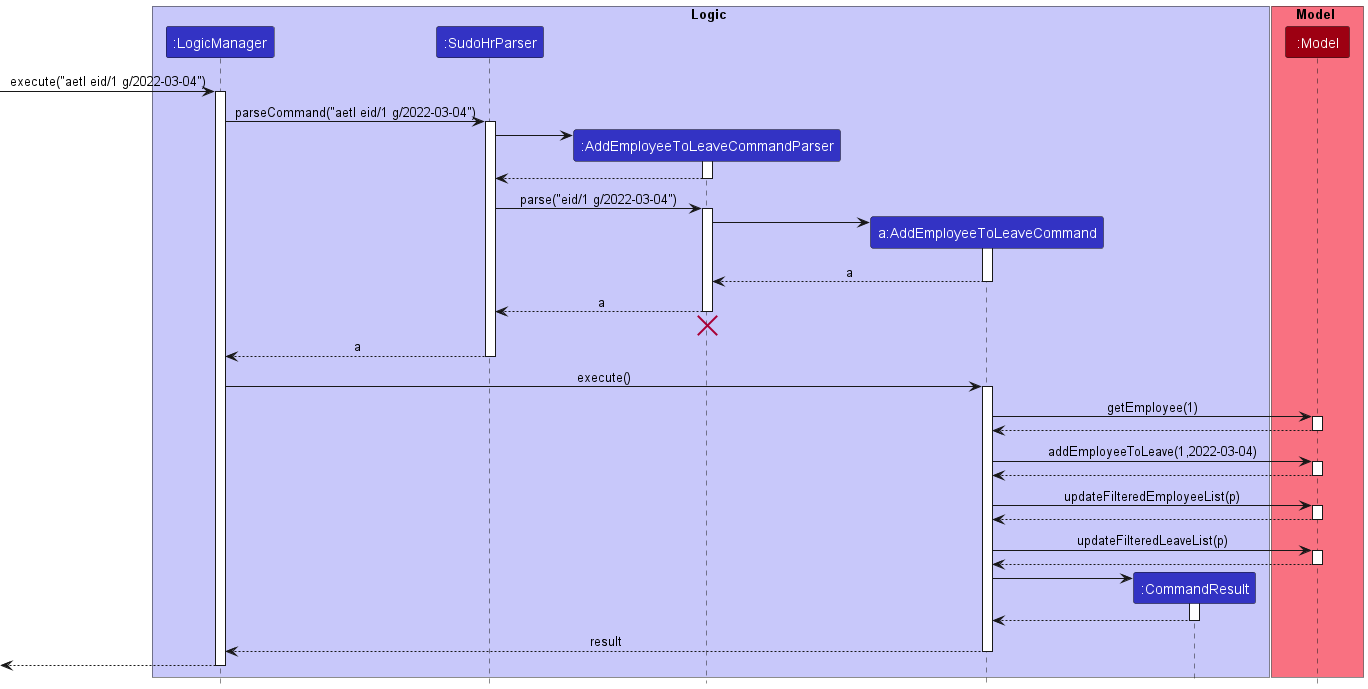 Logic
Model
:LogicManager
:SudoHrParser
:Model
execute("aetl eid/1 g/2022-03-04")
parseCommand("aetl eid/1 g/2022-03-04")
:AddEmployeeToLeaveCommandParser
parse("eid/1 g/2022-03-04")
a:AddEmployeeToLeaveCommand
a
a
a
execute()
getEmployee(1)
addEmployeeToLeave(1,2022-03-04)
updateFilteredEmployeeList(p)
updateFilteredLeaveList(p)
:CommandResult
result